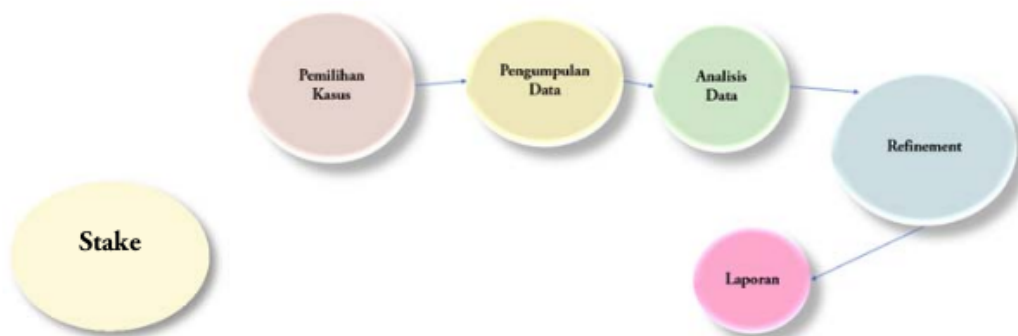 Pemilihan
Kasus
Pengumpulan
Data
Analisis
Data
Refinement
Stake
Laporan